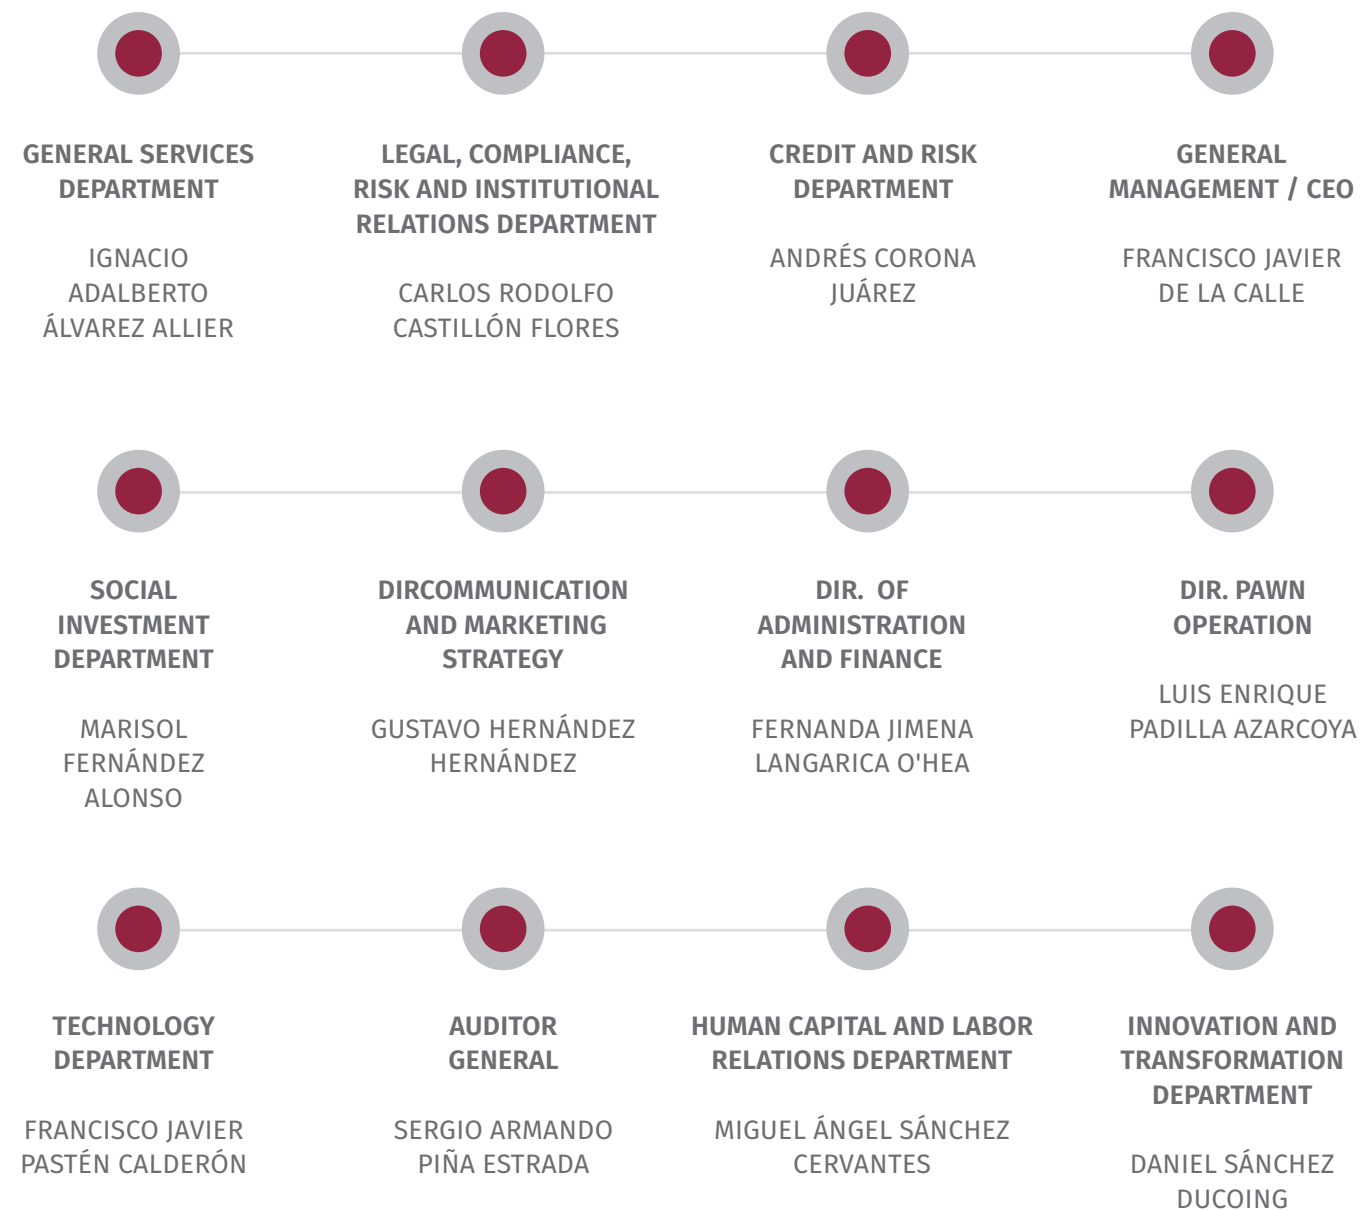 GENERAL SERVICES
DEPARTMENT
IGNACIO
ADALBERTO
ÁLVAREZ ALLIER
LEGAL, COMPLIANCE,
RISK AND INSTITUTIONAL
RELATIONS DEPARTMENT
CARLOS RODOLFO
CASTILLÓN FLORES
CREDIT AND RISK
DEPARTMENT
ANDRÉS CORONA
JUÁREZ
GENERAL
MANAGEMENT / CEO
FRANCISCO JAVIER
DE LA CALLE
SOCIAL
INVESTMENT
DEPARTMENT
MARISOL
FERNÁNDEZ
ALONSO
DIRCOMMUNICATION
AND MARKETING
STRATEGY
GUSTAVO HERNÁNDEZ
HERNÁNDEZ
DIR. OF
ADMINISTRATION
AND FINANCE
FERNANDA JIMENA
LANGARICA O'HEA
DIR. PAWN
OPERATION
LUIS ENRIQUE
PADILLA AZARCOYA
TECHNOLOGY
DEPARTMENT
FRANCISCO JAVIER
PASTÉN CALDERÓN
AUDITOR
GENERAL
SERGIO ARMANDO
PIÑA ESTRADA
HUMAN CAPITAL AND LABOR
RELATIONS DEPARTMENT
MIGUEL ÁNGEL SÁNCHEZ
CERVANTES
INNOVATION AND
TRANSFORMATION
DEPARTMENT
DANIEL SÁNCHEZ
DUCOING